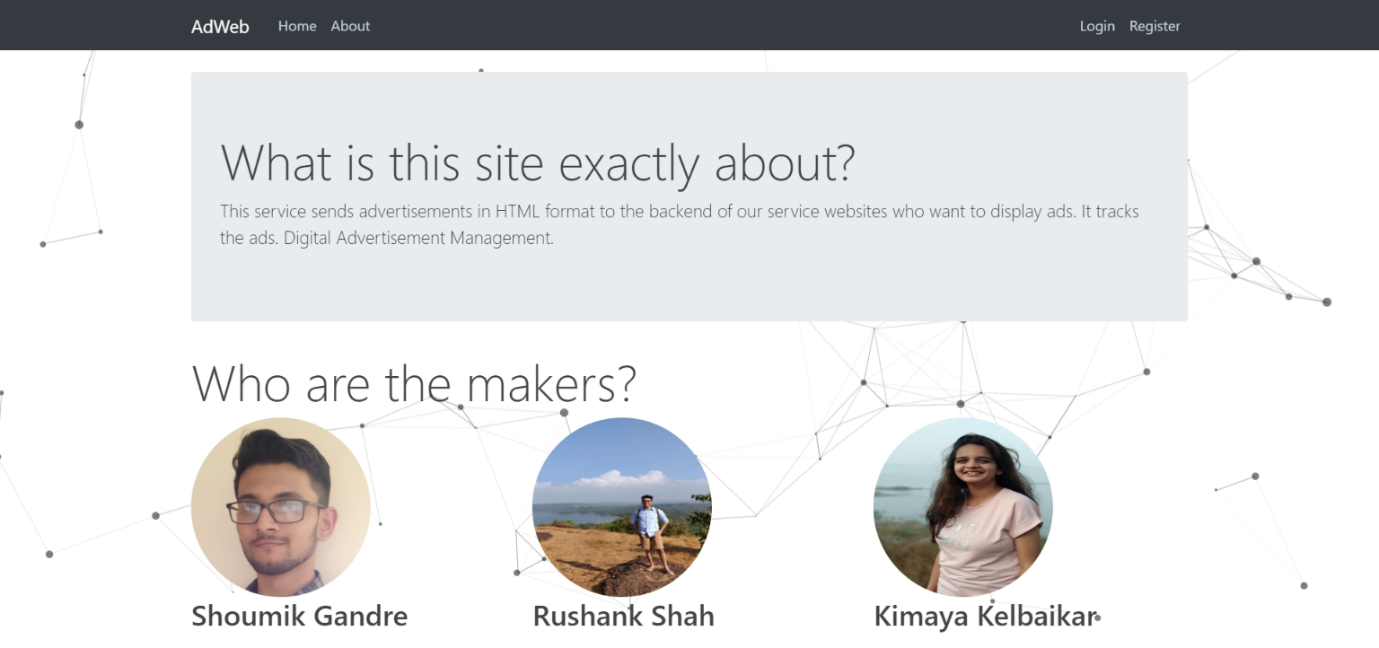 AdWeb Home About Login Register
What is this site exactly about?
This service sends advertisements in HTML format to the backend of our service websites who want to display ads. It tracks
the ads. Digital Advertisement Management.
Who are the makers?
Shoumik Gandre Rushank Shah Kimaya Kelbaikar